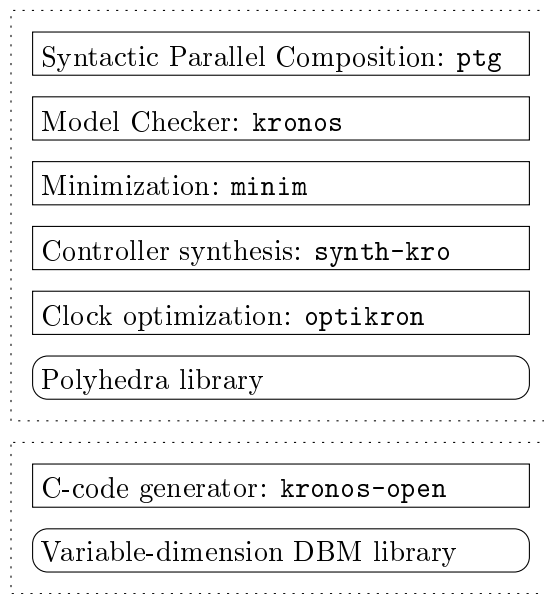 Syntactic Parallel Composition: ptg
Model Checker: kronos
Minimization: minim
Controller synthesis: synth-kro
Clock optimization: optikron
Polyhedra library
C-code generator: kronos-open
Variable-dimension DBM library